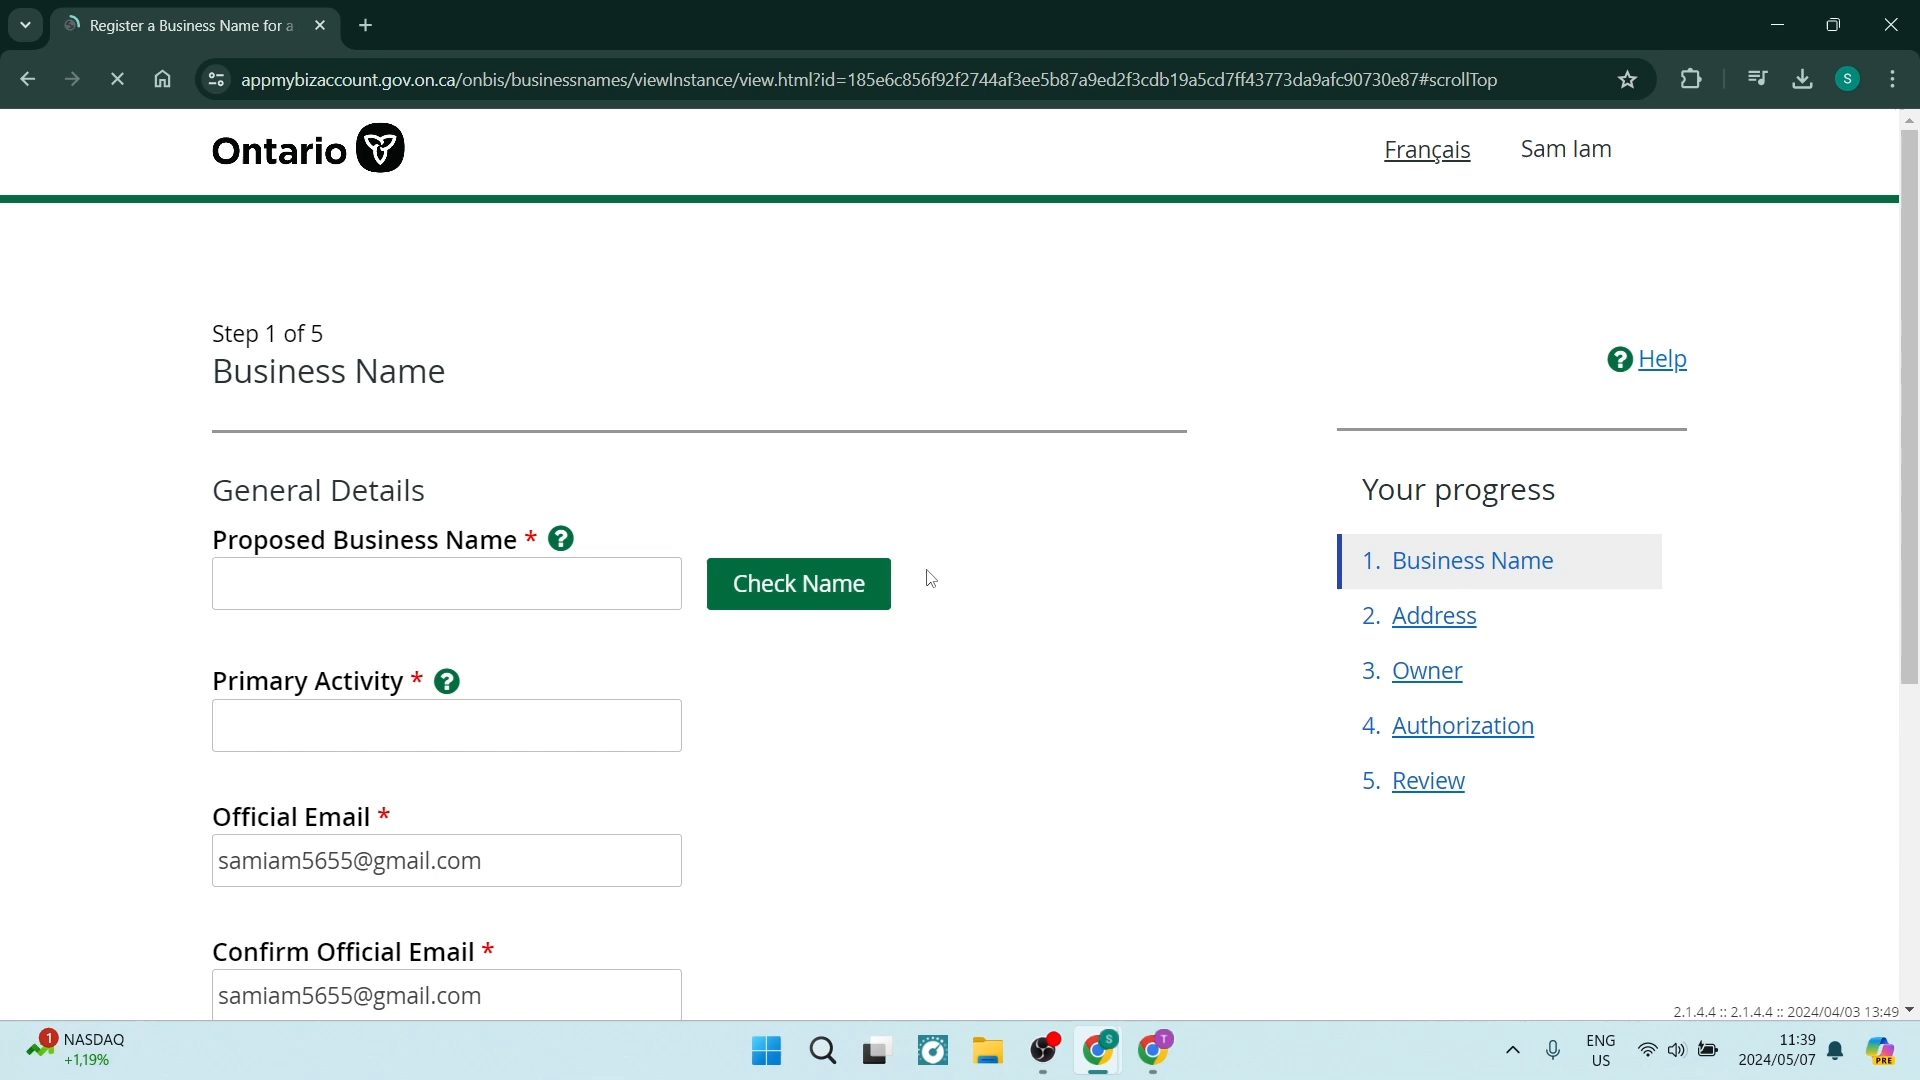 Register a Business Name for a
appmybizaccount.gov.on.ca/onbis/businessnames/viewInstance/view.html?id=185e6c856f92f2744af3ee5b87a9ed2f3cdb19a5cd7ff43773da9afc90730e87#scrollTop
S
Ontario
Français
Sam Iam
Step 1 of 5
Business Name
? Help
General Details
Your progress
Proposed Business Name * ?
Check Name
1. Business Name
2. Address
Primary Activity * ?
3. Owner
4. Authorization
5. Review
Official Email *
samiam5655@gmail.com
Confirm Official Email *
samiam5655@gmail.com
2.1.4.4 :: 2.1.4.4 :: 2024/04/03 13:49
1
NASDAQ
+1,19%
S
T
ENG
US
11:39
2024/05/07
PRE